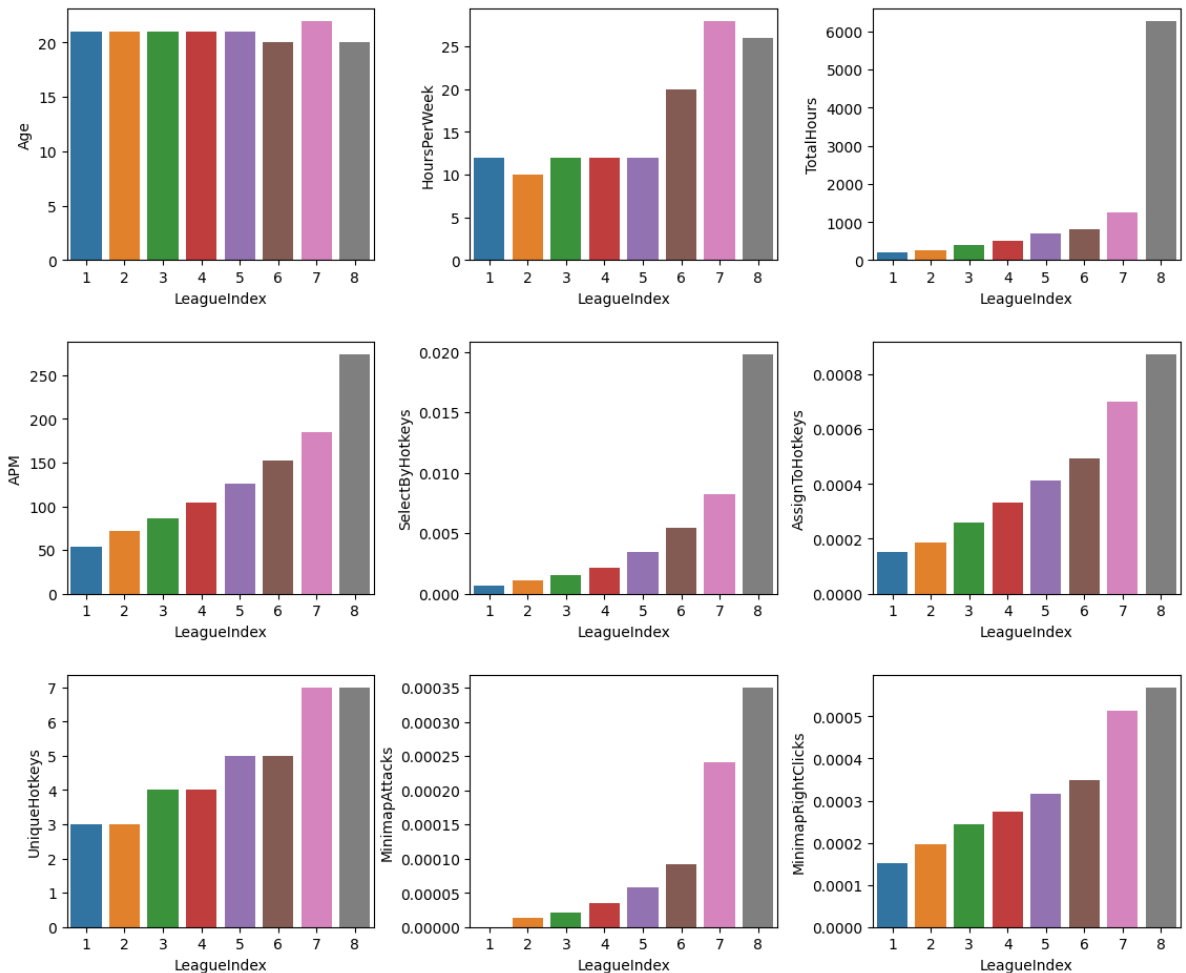 Age
20
15
10
5
0
1 2 3 4 5 6 7 8
LeagueIndex
HoursPerWeek
25
20
15
10
5
0
1 2 3 4 5 6 7 8
LeagueIndex
TotalHours
6000
5000
4000
3000
2000
1000
0
1 2 3 4 5 6 7 8
LeagueIndex
APM
250
200
150
100
50
0
1 2 3 4 5 6 7 8
LeagueIndex
SelectByHotkeys
0.020
0.015
0.010
0.005
0.000
1 2 3 4 5 6 7 8
LeagueIndex
AssignToHotkeys
0.0008
0.0006
0.0004
0.0002
0.0000
1 2 3 4 5 6 7 8
LeagueIndex
UniqueHotkeys
7
6
5
4
3
2
1
0
1 2 3 4 5 6 7 8
LeagueIndex
MinimapAttacks
0.00035
0.00030
0.00025
0.00020
0.00015
0.00010
0.00005
0.00000
1 2 3 4 5 6 7 8
LeagueIndex
MinimapRightClicks
0.0005
0.0004
0.0003
0.0002
0.0001
0.0000
1 2 3 4 5 6 7 8
LeagueIndex